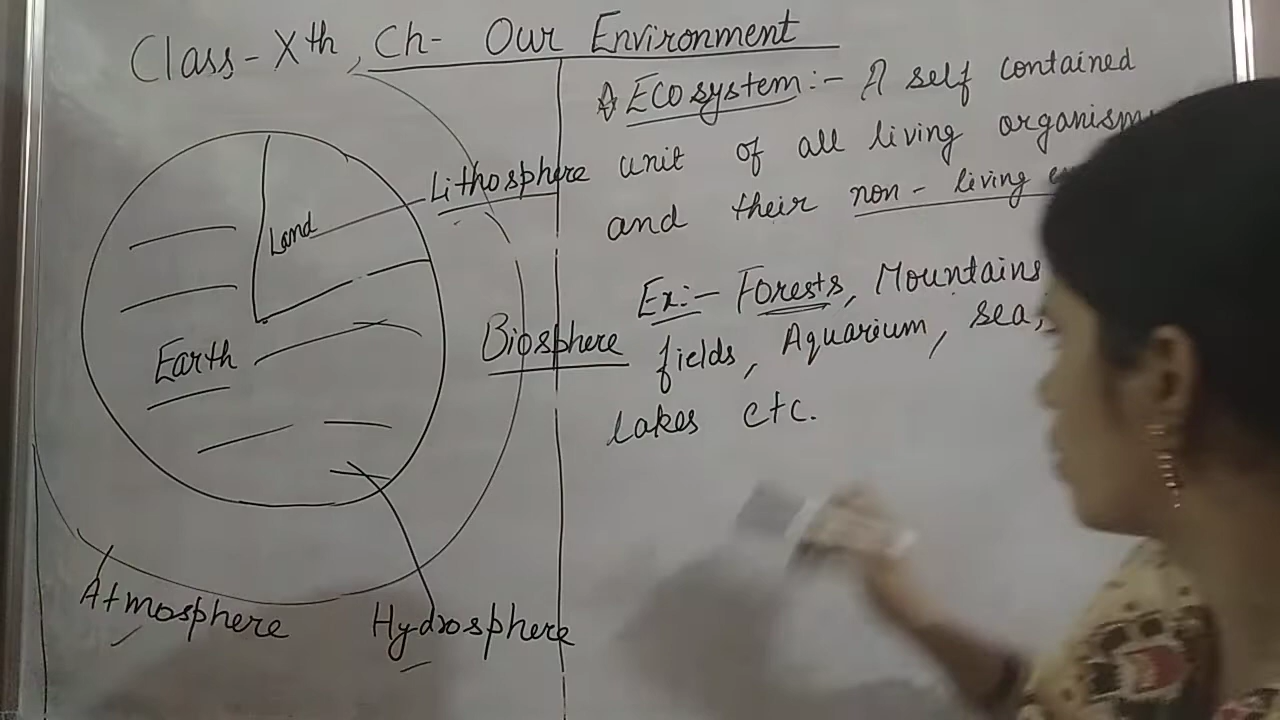 Class-Xth, Ch- Our Environment
Land
Lithosphere
Earth
Biosphere
Atmosphere
Hydrosphere
Ecosystem:- A self contained
unit of all living
and their non-living
Ex:- Forests, Mountains
fields, Aquarium, sea,
lakes etc.